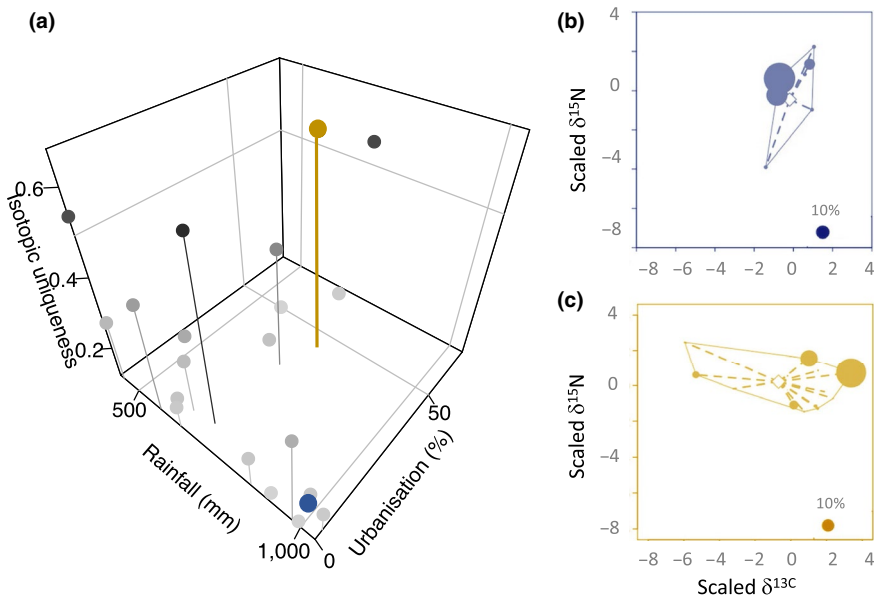 (a)
0.6
Isotopic uniqueness
0.4
0.2
500
Rainfall (mm)
1,000
0
Urbanisation (%)
50
(b)
4
0
−4
−8
Scaled δ15N
10%
−8 −6 −4 −2 0 2 4
(c)
4
0
−4
−8
Scaled δ15N
10%
−8 −6 −4 −2 0 2 4
Scaled δ13C